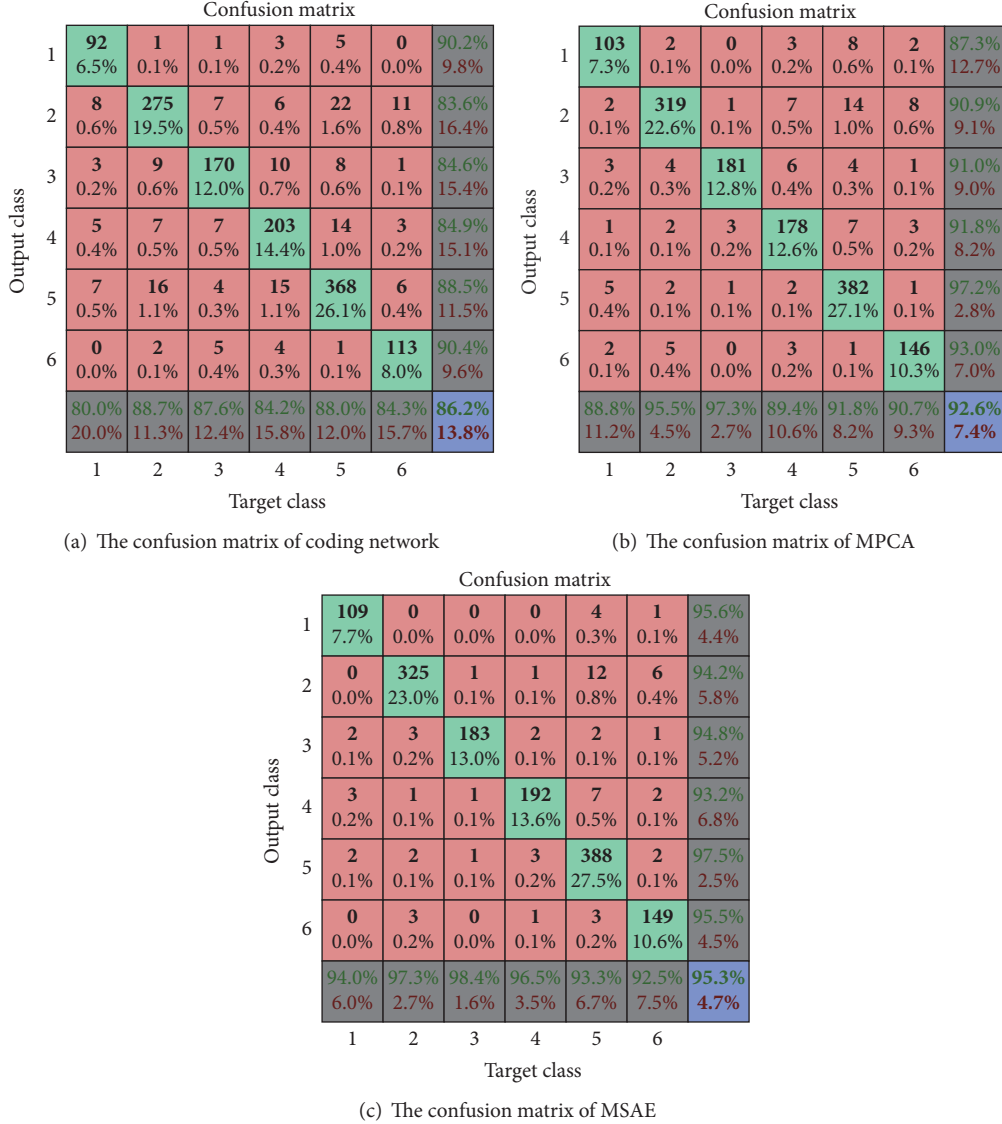 Confusion matrix
1 92 1 1 3 5 0 90.2%
6.5% 0.1% 0.1% 0.2% 0.4% 0.0% 9.8%
2 8 275 7 6 22 11 83.6%
0.6% 19.5% 0.5% 0.4% 1.6% 0.8% 16.4%
3 3 9 170 10 8 1 84.6%
0.2% 0.6% 12.0% 0.7% 0.6% 0.1% 15.4%
4 5 7 7 203 14 3 84.9%
0.4% 0.5% 0.5% 14.4% 1.0% 0.2% 15.1%
5 7 16 4 15 368 6 88.5%
0.5% 1.1% 0.3% 1.1% 26.1% 0.4% 11.5%
6 0 2 5 4 1 113 90.4%
0.0% 0.1% 0.4% 0.3% 0.1% 8.0% 9.6%
80.0% 88.7% 87.6% 84.2% 88.0% 84.3% 86.2%
20.0% 11.3% 12.4% 15.8% 12.0% 15.7% 13.8%
1 2 3 4 5 6
Output class
Target class
(a) The confusion matrix of coding network
Confusion matrix
1 103 2 0 3 8 2 87.3%
7.3% 0.1% 0.0% 0.2% 0.6% 0.1% 12.7%
2 2 319 1 7 14 8 90.9%
0.1% 22.6% 0.1% 0.5% 1.0% 0.6% 9.1%
3 3 4 181 6 4 1 91.0%
0.2% 0.3% 12.8% 0.4% 0.3% 0.1% 9.0%
4 1 2 3 178 7 3 91.8%
0.1% 0.1% 0.2% 12.6% 0.5% 0.2% 8.2%
5 5 2 1 2 382 1 97.2%
0.4% 0.1% 0.1% 0.1% 27.1% 0.1% 2.8%
6 2 5 0 3 1 146 93.0%
0.1% 0.4% 0.0% 0.2% 0.1% 10.3% 7.0%
88.8% 95.5% 97.3% 89.4% 91.8% 90.7% 92.6%
11.2% 4.5% 2.7% 10.6% 8.2% 9.3% 7.4%
1 2 3 4 5 6
Output class
Target class
(b) The confusion matrix of MPCA
Confusion matrix
1 109 0 0 0 4 1 95.6%
7.7% 0.0% 0.0% 0.0% 0.3% 0.1% 4.4%
2 0 325 1 1 12 6 94.2%
0.0% 23.0% 0.1% 0.1% 0.8% 0.4% 5.8%
3 2 3 183 2 2 1 94.8%
0.1% 0.2% 13.0% 0.1% 0.1% 0.1% 5.2%
4 3 1 1 192 7 2 93.2%
0.2% 0.1% 0.1% 13.6% 0.5% 0.1% 6.8%
5 2 2 1 3 388 2 97.5%
0.1% 0.1% 0.1% 0.2% 27.5% 0.1% 2.5%
6 0 3 0 1 3 149 95.5%
0.0% 0.2% 0.0% 0.1% 0.2% 10.6% 4.5%
94.0% 97.3% 98.4% 96.5% 93.3% 92.5% 95.3%
6.0% 2.7% 1.6% 3.5% 6.7% 7.5% 4.7%
1 2 3 4 5 6
Output class
Target class
(c) The confusion matrix of MSAE